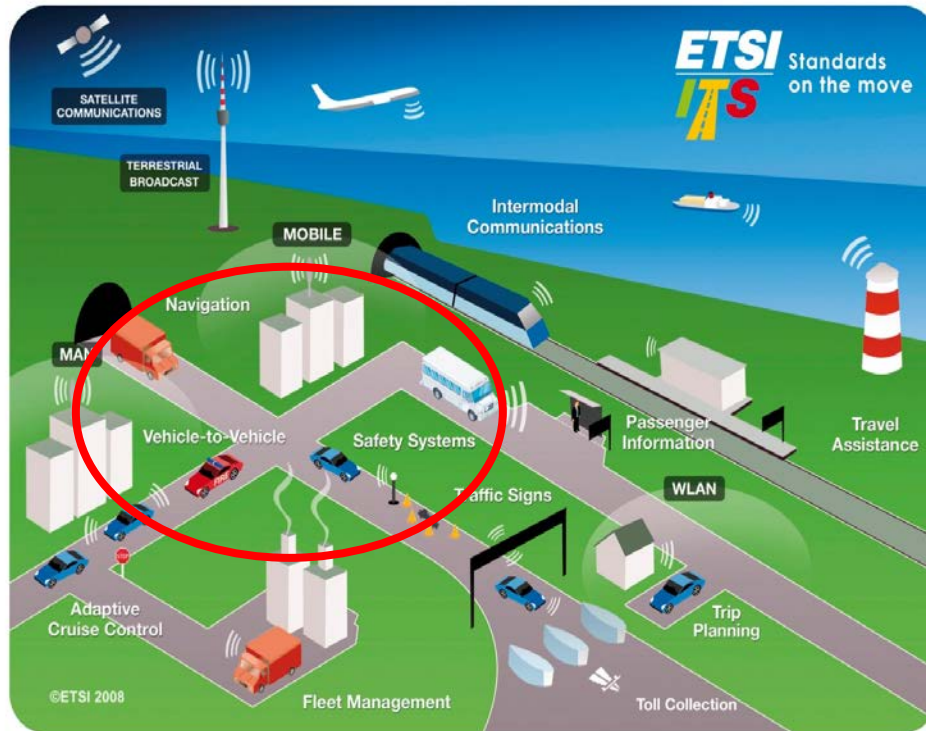 ETSI
ITS
Standards
on the move
SATELLITE
COMMUNICATIONS
TERRESTRIAL
BROADCAST
Intermodal
Communications
MOBILE
Navigation
MAN
Vehicle-to-Vehicle
Safety Systems
Passenger
Information
Travel
Assistance
FIRE
Traffic Signs
WLAN
STOP
Adaptive
Cruise Control
Trip
Planning
©ETSI 2008
Fleet Management
Toll Collection